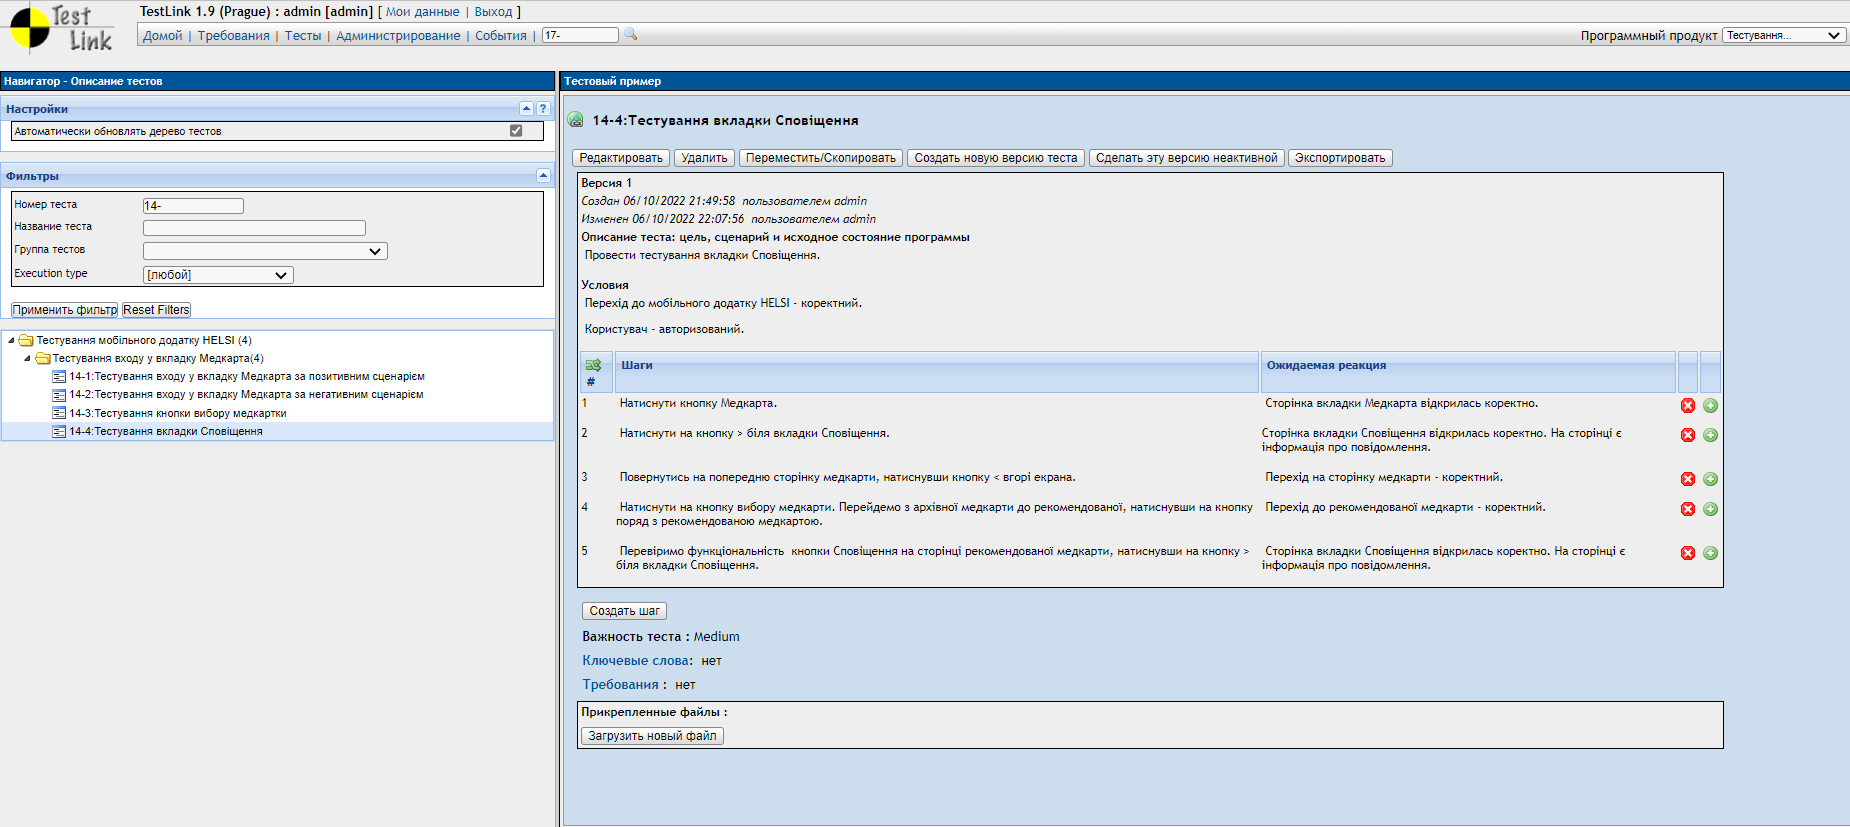 Test Link
TestLink 1.9 (Prague) : admin [admin] [ Мои данные | Выход ]
Домой | Требования | Тесты | Администрирование | События | 17-
Программный продукт Тестування...
Навигатор - Описание тестов
Настройки
Автоматически обновлять дерево тестов
Фильтры
Номер теста 14-
Название теста
Группа тестов
Execution type [любой]
Применить фильтр Reset Filters
Тестування мобільного додатку HELSI (4)
Тестування входу у вкладку Медкарта(4)
14-1:Тестування входу у вкладку Медкарта за позитивним сценарієм
14-2:Тестування входу у вкладку Медкарта за негативним сценарієм
14-3:Тестування кнопки вибору медкартки
14-4:Тестування вкладки Сповіщення
Тестовый пример
14-4:Тестування вкладки Сповіщення
Редактировать Удалить Переместить/Скопировать Создать новую версию теста Сделать эту версию неактивной Экспортировать
Версия 1
Создан 06/10/2022 21:49:58 пользователем admin
Изменен 06/10/2022 22:07:56 пользователем admin
Описание теста: цель, сценарий и исходное состояние программы
Провести тестування вкладки Сповіщення.
Условия
Перехід до мобільного додатку HELSI - коректний.
Користувач - авторизований.
# Шаги Ожидаемая реакция
1 Натиснути кнопку Медкарта. Сторінка вкладки Медкарта відкрилась коректно.
2 Натиснути на кнопку > біля вкладки Сповіщення. Сторінка вкладки Сповіщення відкрилась коректно. На сторінці є
інформація про повідомлення.
3 Повернутись на попередню сторінку медкарти, натиснувши кнопку < вгорі екрана. Перехід на сторінку медкарти - коректний.
4 Натиснути на кнопку вибору медкарти. Перейдемо з архівної медкарти до рекомендованої, натиснувши на кнопку Перехід до рекомендованої медкарти - коректний.
поряд з рекомендованою медкартою.
5 Перевіримо функціональність кнопки Сповіщення на сторінці рекомендованої медкарти, натиснувши на кнопку > Сторінка вкладки Сповіщення відкрилась коректно. На сторінці є
біля вкладки Сповіщення. інформація про повідомлення.
Создать шаг
Важность теста : Medium
Ключевые слова: нет
Требования : нет
Прикрепленные файлы :
Загрузить новый файл